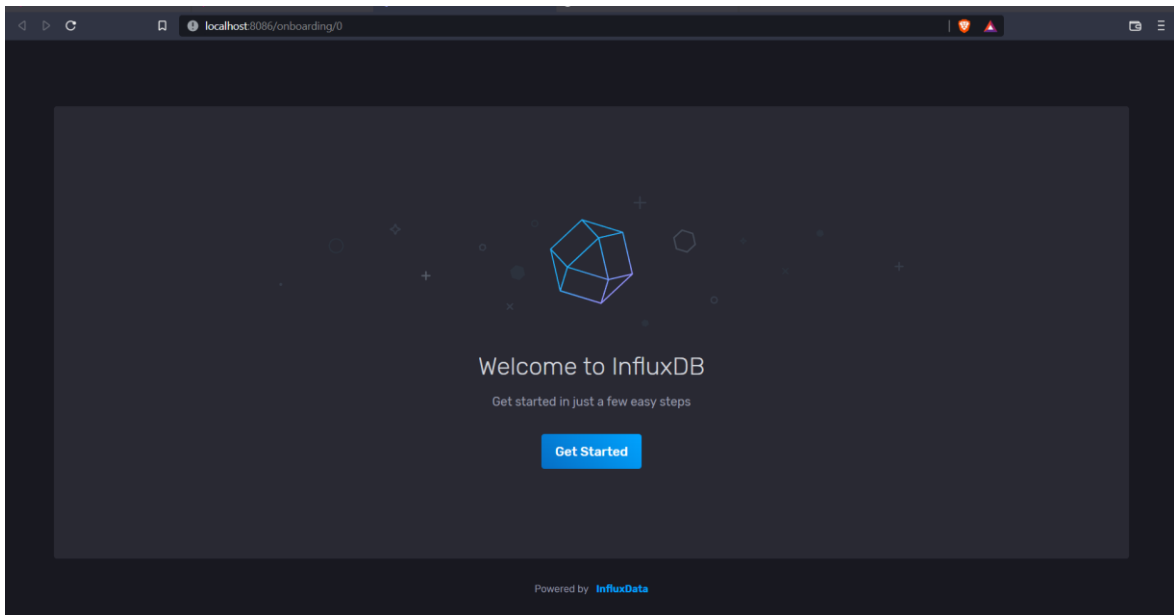 localhost:8086/onboarding/0
Welcome to InfluxDB
Get started in just a few easy steps
Get Started
Powered by InfluxData